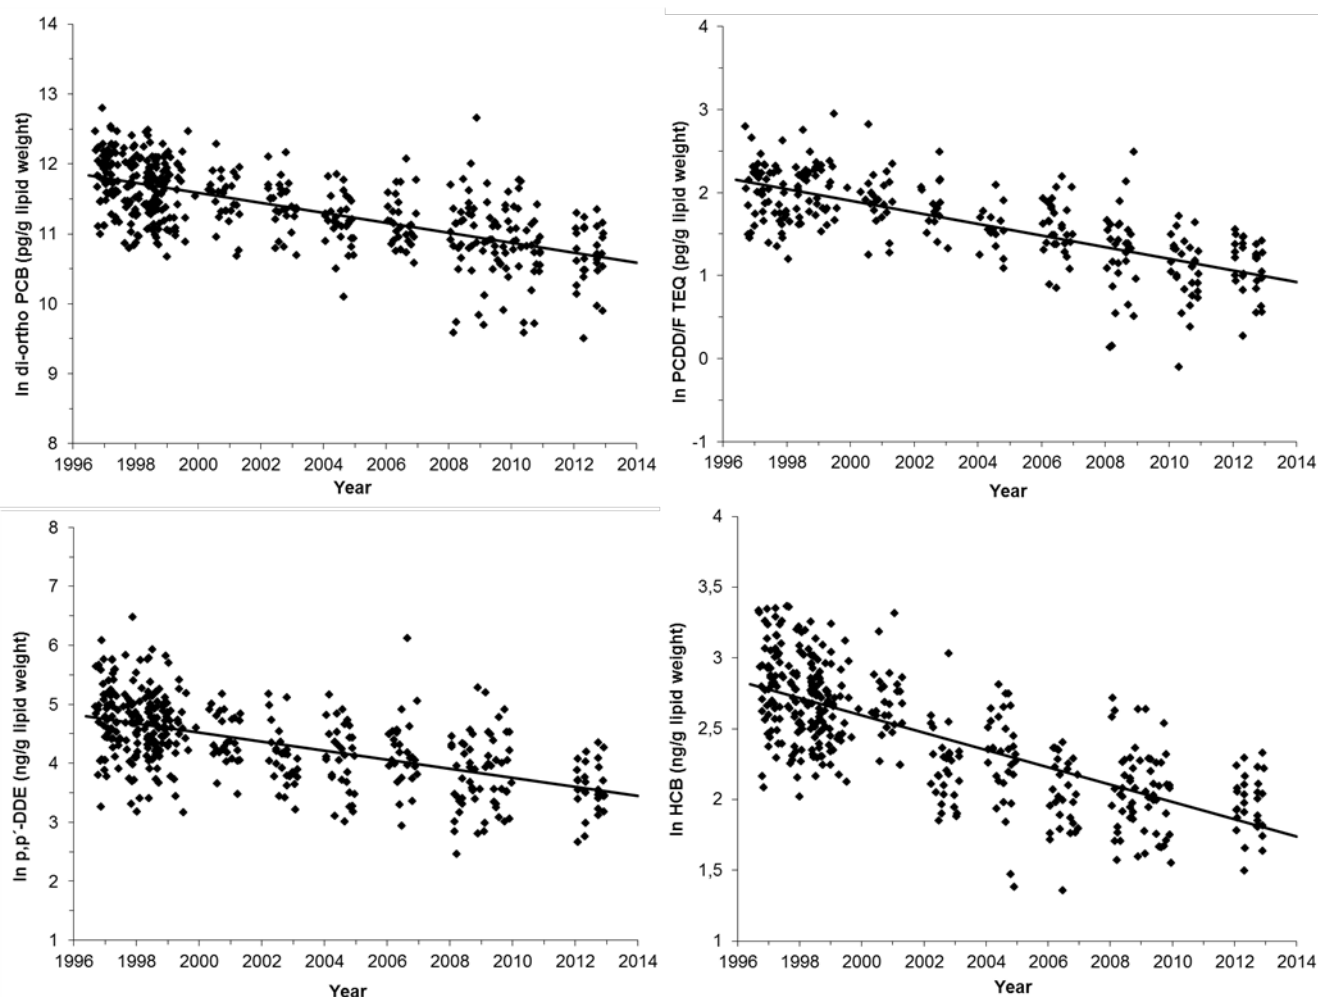 14
13
12
11
10
9
8
ln di-ortho PCB (pg/g lipid weight)
1996 1998 2000 2002 2004 2006 2008 2010 2012 2014
Year
4
3
2
1
0
-1
ln PCDD/F TEQ (pg/g lipid weight)
1996 1998 2000 2002 2004 2006 2008 2010 2012 2014
Year
8
7
6
5
4
3
2
1
ln p,p´-DDE (ng/g lipid weight)
1996 1998 2000 2002 2004 2006 2008 2010 2012 2014
Year
4
3,5
3
2,5
2
1,5
1
ln HCB (ng/g lipid weight)
1996 1998 2000 2002 2004 2006 2008 2010 2012 2014
Year